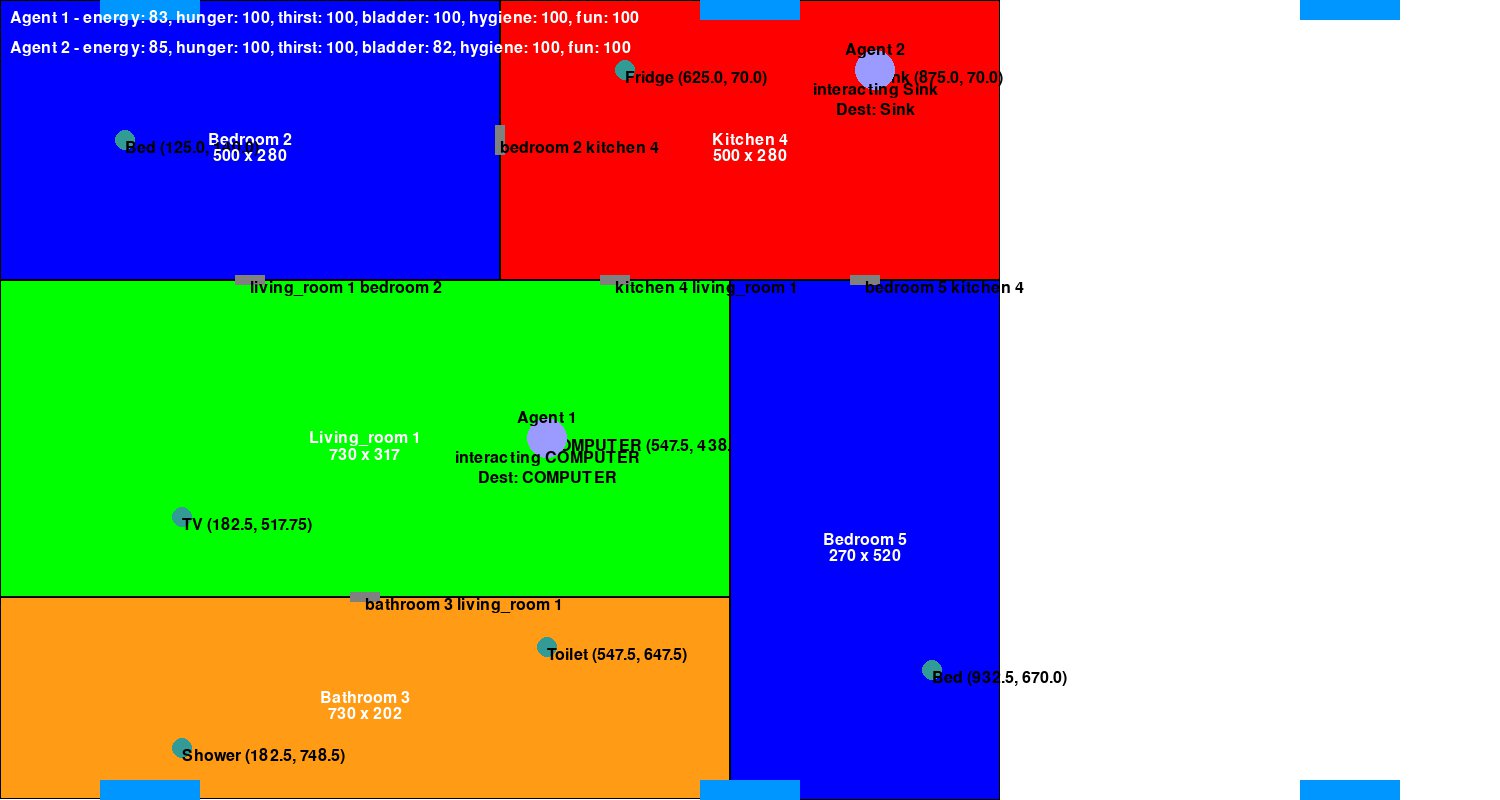 Agent 1 - energy: 83, hunger: 100, thirst: 100, bladder: 100, hygiene: 100, fun: 100
Agent 2 - energy: 85, hunger: 100, thirst: 100, bladder: 82, hygiene: 100, fun: 100
Agent 2
Fridge (625.0, 70.0)
nk (875.0, 70.0)
interacting Sink
Dest: Sink
Bedroom 2
500 x 280
Bed (125.0,
Kitchen 4
500 x 280
bedroom 2 kitchen 4
living_room 1 bedroom 2
kitchen 4 living_room 1
bedroom 5 kitchen 4
Agent 1
Living_room 1
730 x 317
OMPUTER (547.5, 438.
interacting COMPUTER
Dest: COMPUTER
TV (182.5, 517.75)
Bedroom 5
270 x 520
bathroom 3 living_room 1
Toilet (547.5, 647.5)
Bed (932.5, 670.0)
Bathroom 3
730 x 202
Shower (182.5, 748.5)